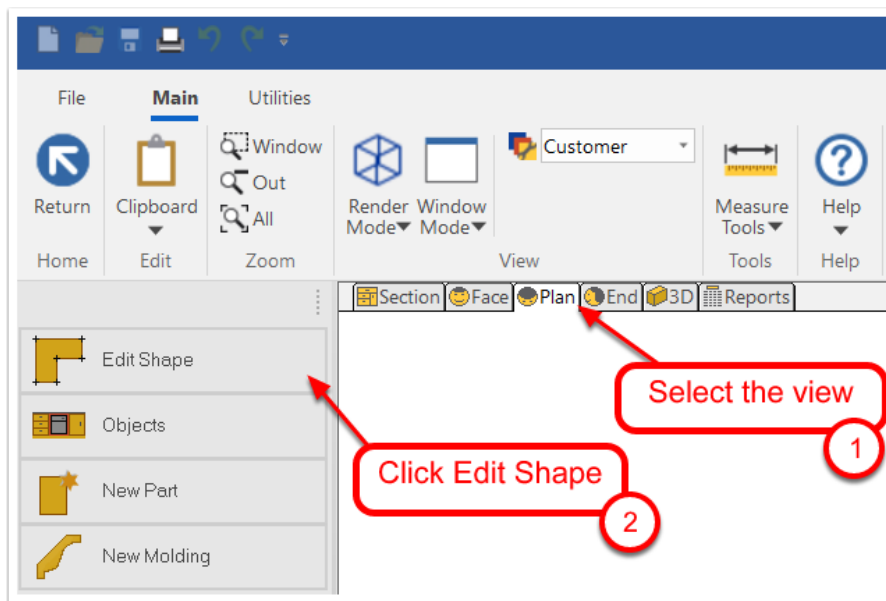 File Main Utilities
Window
Out
All
Return
Clipboard
Render Mode
Window Mode
Customer
Measure Tools
Help
Home Edit Zoom View Tools Help
Section Face Plan End 3D Reports
Edit Shape
Objects
New Part
New Molding
Select the view
1
Click Edit Shape
2